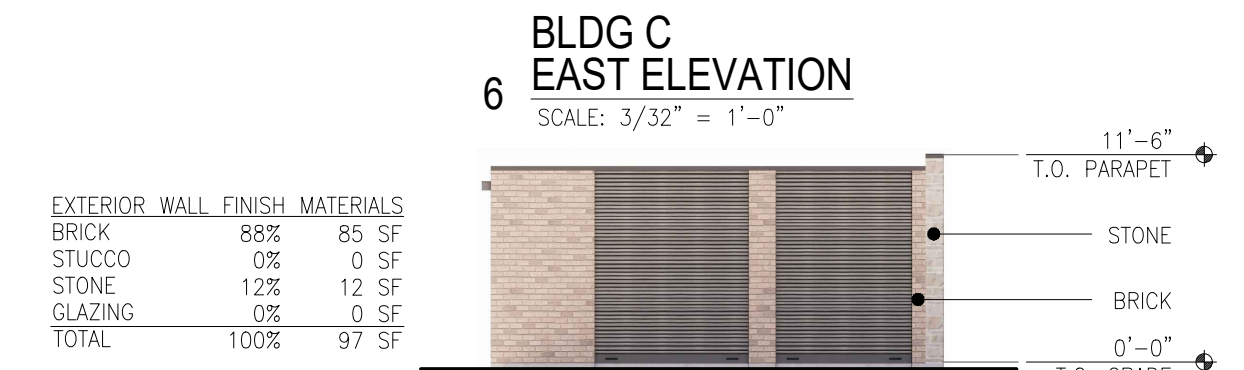 BLDG C
6 EAST ELEVATION
SCALE: 3/32" = 1'-0"
11'-6"
T.O. PARAPET
EXTERIOR WALL FINISH MATERIALS
BRICK 88% 85 SF
STUCCO 0% 0 SF
STONE 12% 12 SF
GLAZING 0% 0 SF
TOTAL 100% 97 SF
STONE
BRICK
0'-0"
T.O. GRADE